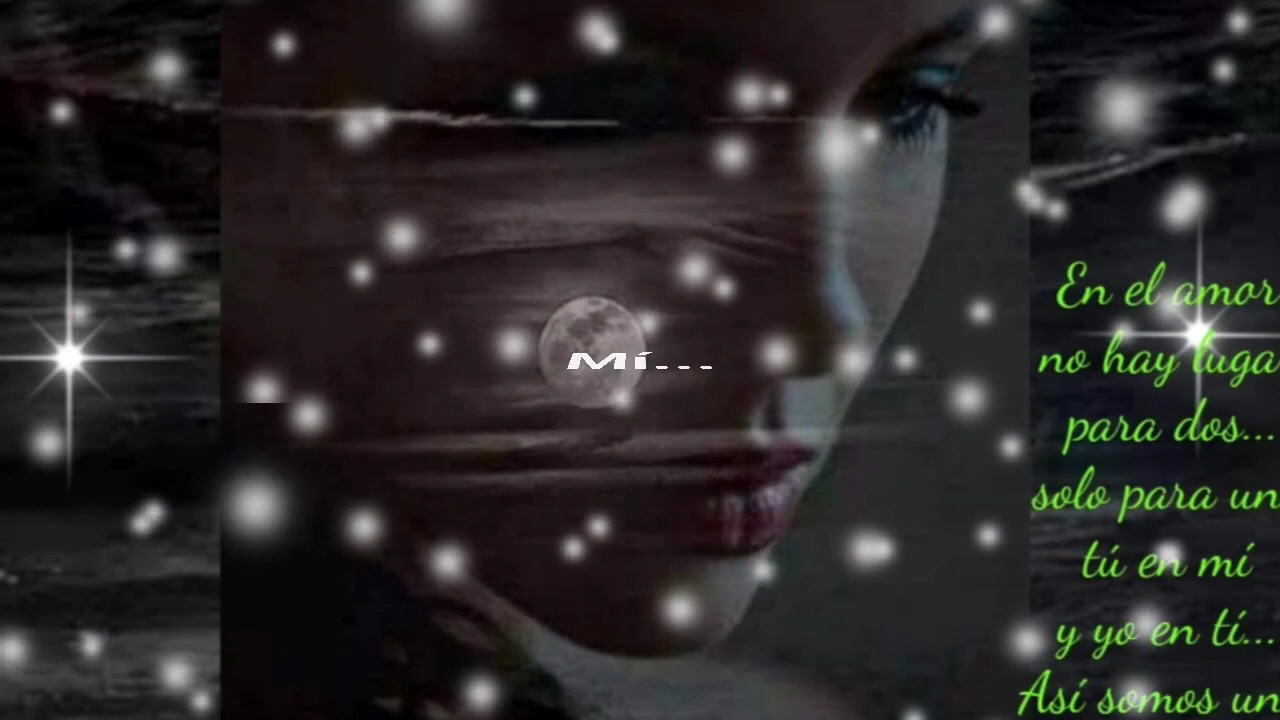 Mí...
En el amor
no hay luga
para dos...
solo para un
tú en mí
y yo en tí...
Así somos un